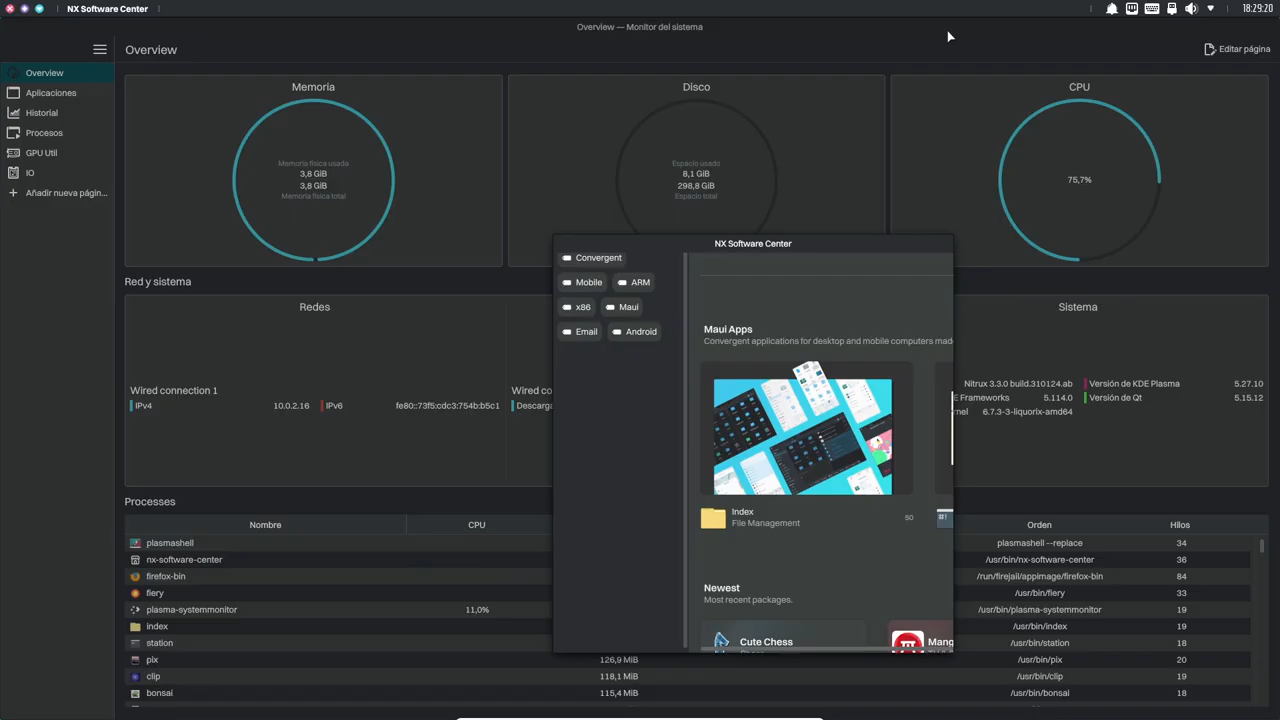 NX Software Center
18:29:20
Overview — Monitor del sistema
Overview
Editar página
Overview
Aplicaciones
Historial
Procesos
GPU Util
IO
Añadir nueva págin...
Memoria
Memoria física usada
3,8 GiB
3,8 GiB
Memoria física total
Disco
Espacio usado
8,1 GiB
298,8 GiB
Espacio total
CPU
75,7%
Red y sistema
Redes
Wired connection 1
IPv4 10.0.2.16 IPv6 fe80::73f5:cdc3:754b:b5c1
Wired co
Descarga
Sistema
Nitrux 3.3.0 build.310124.ab Versión de KDE Plasma 5.27.10
E Frameworks 5.114.0 Versión de Qt 5.15.12
rnel 6.7.3-3-liquorix-amd64
NX Software Center
Convergent
Mobile ARM
x86 Maui
Email Android
Maui Apps
Convergent applications for desktop and mobile computers made
Index
File Management
50
Newest
Most recent packages.
Cute Chess
Mang
Processes
Nombre CPU Orden Hilos
plasmashell plasmashell --replace 34
nx-software-center /usr/bin/nx-software-center 36
firefox-bin /run/firejail/appimage/firefox-bin 84
fiery /usr/bin/fiery 33
plasma-systemmonitor 11,0% /usr/bin/plasma-systemmonitor 19
index /usr/bin/index 19
station /usr/bin/station 18
pix 126,9 MiB /usr/bin/pix 20
clip 118,1 MiB /usr/bin/clip 19
bonsai 115,4 MiB /usr/bin/bonsai 18